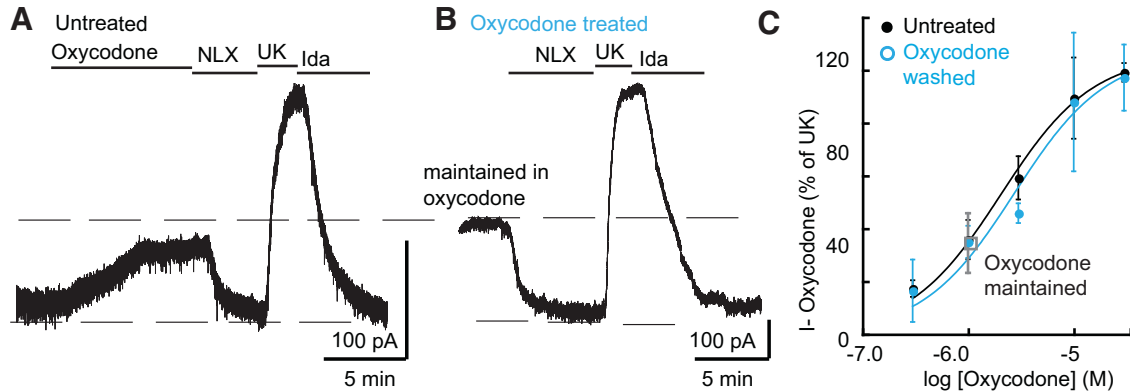 A
Untreated
Oxycodone
NLX
UK
Ida
100 pA
5 min
B
Oxycodone treated
NLX
UK
Ida
maintained in
oxycodone
100 pA
5 min
C
Untreated
Oxycodone
washed
I- Oxycodone (% of UK)
120
80
40
0
Oxycodone
maintained
-7.0
-6.0
-5
log [Oxycodone] (M)